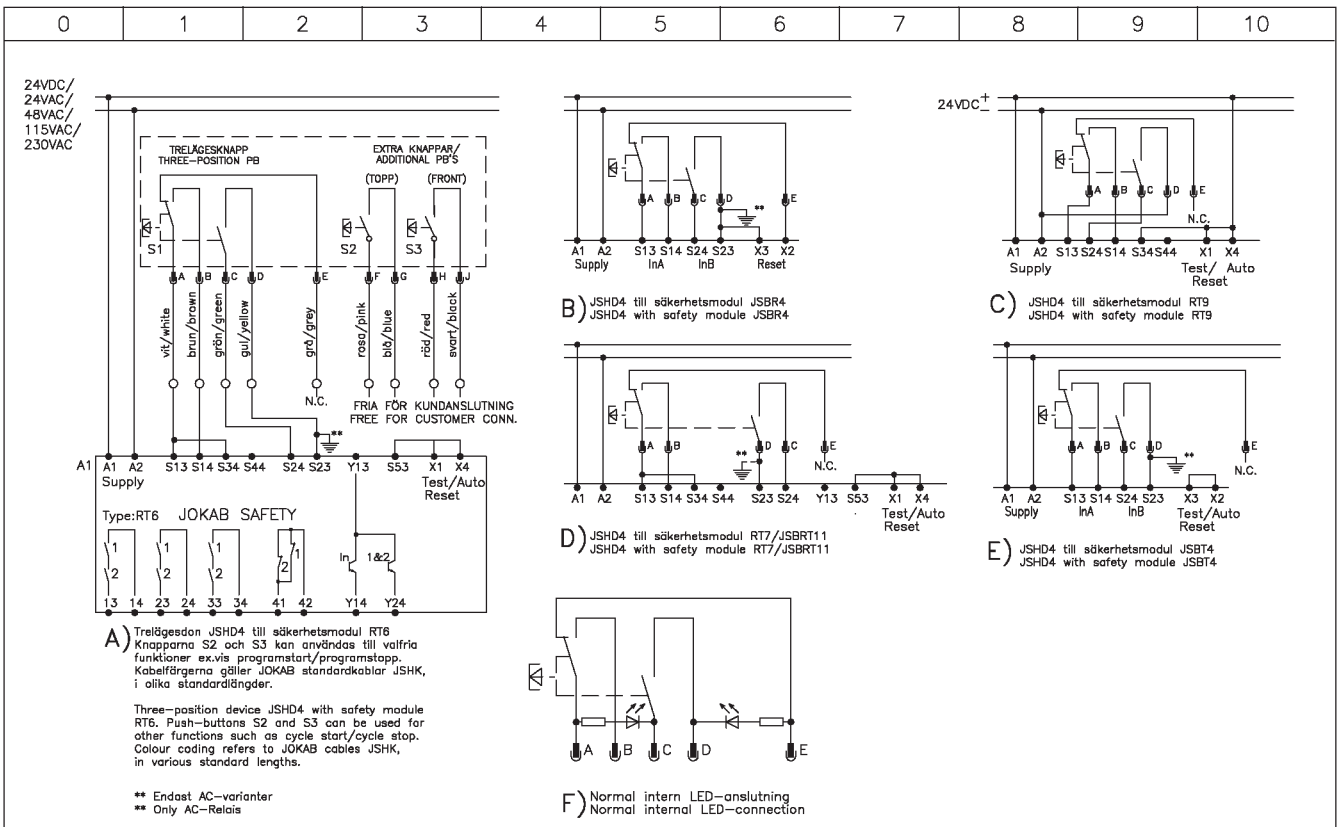 0 1 2 3 4 5 6 7 8 9 10
24VDC/
24VAC/
48VAC/
115VAC/
230VAC
TRELÄGESKNAPP
THREE-POSITION PB
EXTRA KNAPPAR/
ADDITIONAL PB'S
(TOPP) (FRONT)
S1 S2 S3
A B C D E F G H J
vit/white
brun/brown
grön/green
gul/yellow
grå/grey
rosa/pink
blå/blue
röd/red
svart/black
N.C.
FRIA FÖR KUNDANSLUTNING
FREE FOR CUSTOMER CONN.
**
A1 A1 A2 S13 S14 S34 S44 S24 S23 Y13 S53 X1 X4
Supply
Test/Auto
Reset
Type:RT6 JOKAB SAFETY
1 1 1 1
2 2 2 2
In 1&2
13 14 23 24 33 34 41 42 Y14 Y24
A) Trelägesdon JSHD4 till säkerhetsmodul RT6
Knapparna S2 och S3 kan användas till valfria
funktioner ex.vis programstart/programstopp.
Kabelfärgerna gäller JOKAB standardkablar JSHK,
i olika standardlängder.
Three-position device JSHD4 with safety module
RT6. Push-buttons S2 and S3 can be used for
other functions such as cycle start/cycle stop.
Colour coding refers to JOKAB cables JSHK,
in various standard lengths.
** Endast AC-varianter
** Only AC-Relais
A B C D E
**
A1 A2 S13 S14 S24 S23 X3 X2
Supply InA InB Reset
B) JSHD4 till säkerhetsmodul JSBR4
JSHD4 with safety module JSBR4
24VDC + -
A B C D E
N.C.
A1 A2 S13 S24 S14 S34 S44 X1 X4
Supply
Test/ Auto
Reset
C) JSHD4 till säkerhetsmodul RT9
JSHD4 with safety module RT9
A B D C E
**
N.C.
A1 A2 S13 S14 S34 S44 S23 S24 Y13 S53 X1 X4
Test/Auto
Reset
D) JSHD4 till säkerhetsmodul RT7/JSBRT11
JSHD4 with safety module RT7/JSBRT11
A B C D E
**
N.C.
A1 A2 S13 S14 S24 S23 X3 X2
Supply InA InB Test/Auto
Reset
E) JSHD4 till säkerhetsmodul JSBT4
JSHD4 with safety module JSBT4
A B C D E
F) Normal intern LED-anslutning
Normal internal LED-connection